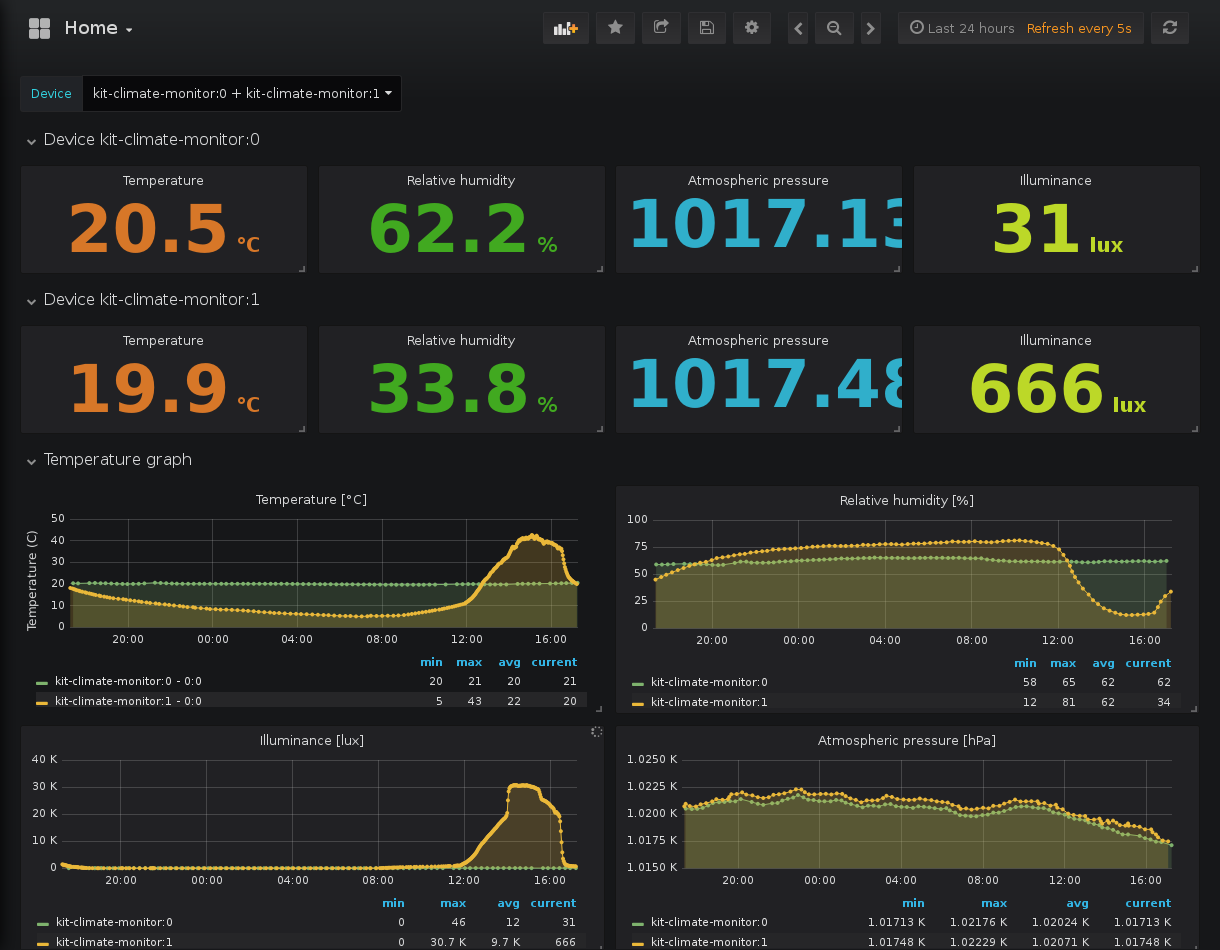 Home
Last 24 hours Refresh every 5s
Device kit-climate-monitor:0 + kit-climate-monitor:1
Device kit-climate-monitor:0
Temperature Relative humidity Atmospheric pressure Illuminance
20.5 °C 62.2 % 1017.13 31 lux
Device kit-climate-monitor:1
Temperature Relative humidity Atmospheric pressure Illuminance
19.9 °C 33.8 % 1017.48 666 lux
Temperature graph
Temperature [°C]
Temperature (C)
50
40
30
20
10
0
20:00 00:00 04:00 08:00 12:00 16:00
min max avg current
kit-climate-monitor:0 - 0:0 20 21 20 21
kit-climate-monitor:1 - 0:0 5 43 22 20
Relative humidity [%]
100
75
50
25
0
20:00 00:00 04:00 08:00 12:00 16:00
min max avg current
kit-climate-monitor:0 58 65 62 62
kit-climate-monitor:1 12 81 62 34
Illuminance [lux]
40 K
30 K
20 K
10 K
0
20:00 00:00 04:00 08:00 12:00 16:00
min max avg current
kit-climate-monitor:0 0 46 12 31
kit-climate-monitor:1 0 30.7 K 9.7 K 666
Atmospheric pressure [hPa]
1.0250 K
1.0225 K
1.0200 K
1.0175 K
1.0150 K
20:00 00:00 04:00 08:00 12:00 16:00
min max avg current
kit-climate-monitor:0 1.01713 K 1.02176 K 1.02024 K 1.01713 K
kit-climate-monitor:1 1.01748 K 1.02229 K 1.02071 K 1.01748 K